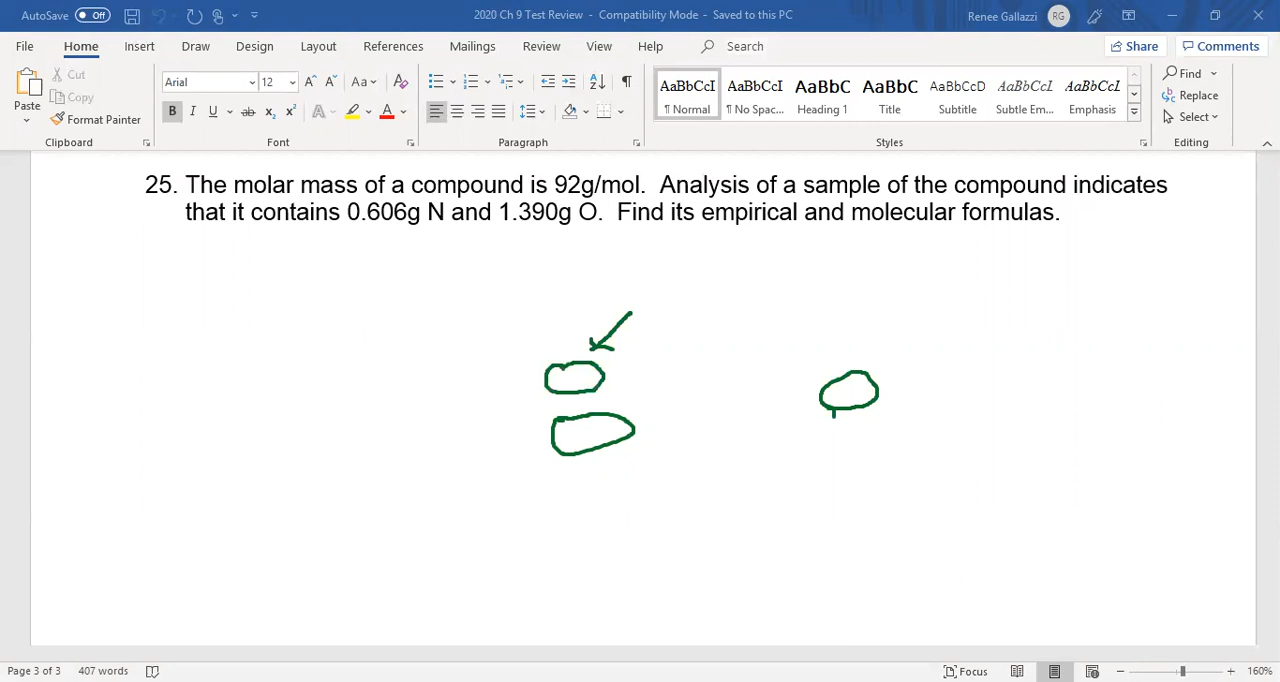 AutoSave Off 2020 Ch 9 Test Review - Compatibility Mode - Saved to this PC Renee Gallazzi RG
File Home Insert Draw Design Layout References Mailings Review View Help Search Share Comments
Paste Cut Copy Format Painter
Arial 12 Aa
B I U ab x₂ x² A A
AaBbCcI AaBbCcI AaBbC AaBbC AaBbCcD AaBbCcI AaBbCcI
¶ Normal ¶ No Spac... Heading 1 Title Subtitle Subtle Em... Emphasis
Find Replace Select
Clipboard Font Paragraph Styles Editing
25. The molar mass of a compound is 92g/mol. Analysis of a sample of the compound indicates
that it contains 0.606g N and 1.390g O. Find its empirical and molecular formulas.
Page 3 of 3 407 words Focus 160%